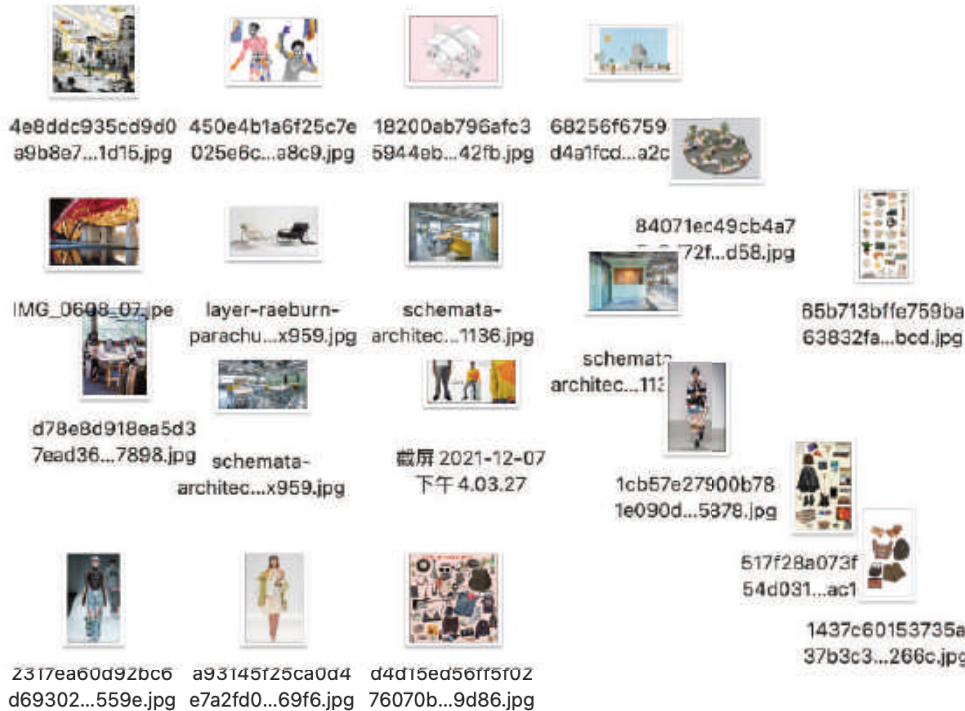 4e8ddc935cd9d0
a9b8e7...1d15.jpg
450e4b1a6f25c7e
025e6c...a8c9.jpg
18200ab796afc3
5944eb...42fb.jpg
68256f6759
d4a1fcd...a2c
84071ec49cb4a7
72f...d58.jpg
IMG_0608_07.jpe
layer-raeburn-
parachu...x959.jpg
schemata-
architec...1136.jpg
schemata
architec...113
65b713bffe759ba
63832fa...bcd.jpg
d78e8d918ea5d3
7ead36...7898.jpg
schemata-
architec...x959.jpg
截屏 2021-12-07
下午 4.03.27
1cb57e27900b78
1e090d...5878.jpg
517f28a073f
54d031...ac1
1437c60153735a
37b3c3...266c.jpg
2317ea60d92bc6
d69302...559e.jpg
a93145f25ca0d4
e7a2fd0...69f6.jpg
d4d15ed56ff5f02
76070b...9d86.jpg